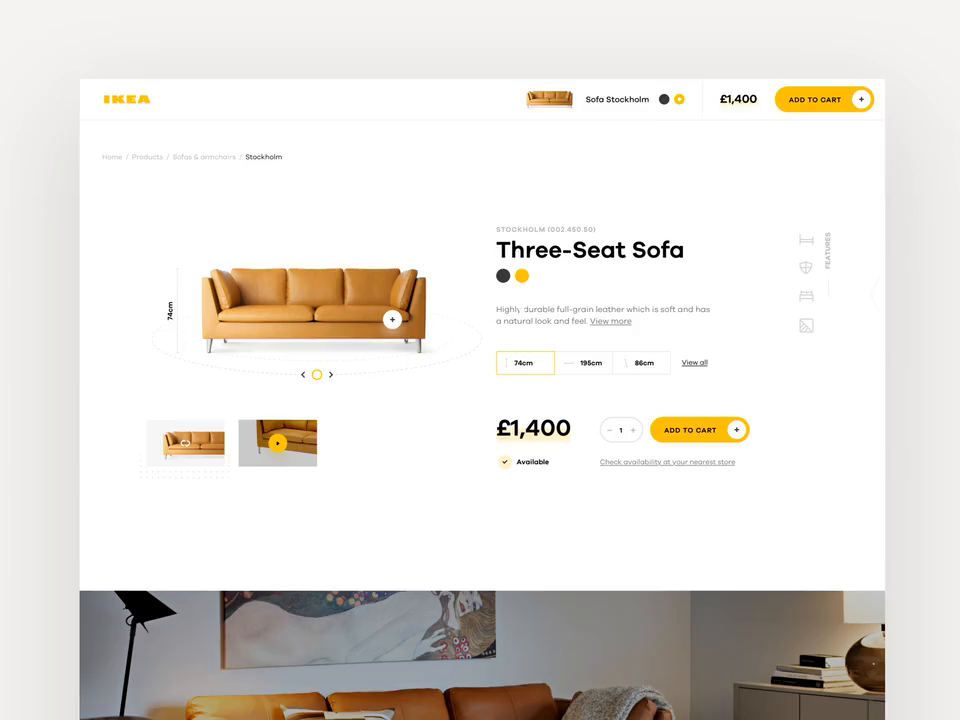 IKEA
Sofa Stockholm
£1,400
ADD TO CART
Home / Products / Sofas & armchairs / Stockholm
STOCKHOLM (002.450.50)
Three-Seat Sofa
FEATURES
74cm
Highly durable full-grain leather which is soft and has
a natural look and feel. View more
74cm
195cm
86cm
View all
£1,400
1
ADD TO CART
Available
Check availability at your nearest store